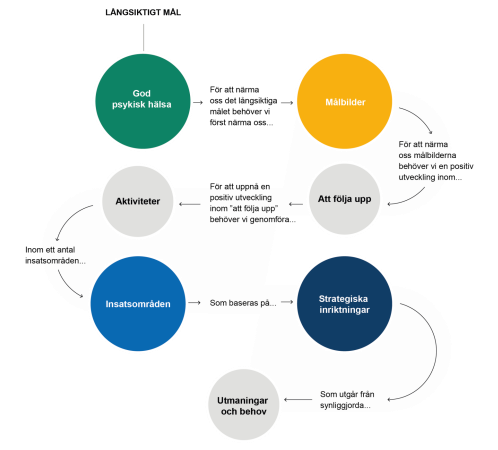 LÅNGSIKTIGT MÅL
God
psykisk hälsa
För att närma
oss det långsiktiga
målet behöver vi
först närma oss...
Målbilder
För att närma
oss målbilderna
behöver vi en positiv
utveckling inom...
Att följa upp
För att uppnå en
positiv utveckling
inom "att följa upp"
behöver vi genomföra...
Aktiviteter
Inom ett antal
insatsområden...
Insatsområden
Som baseras på...
Strategiska
inriktningar
Som utgår från
synliggjorda...
Utmaningar
och behov